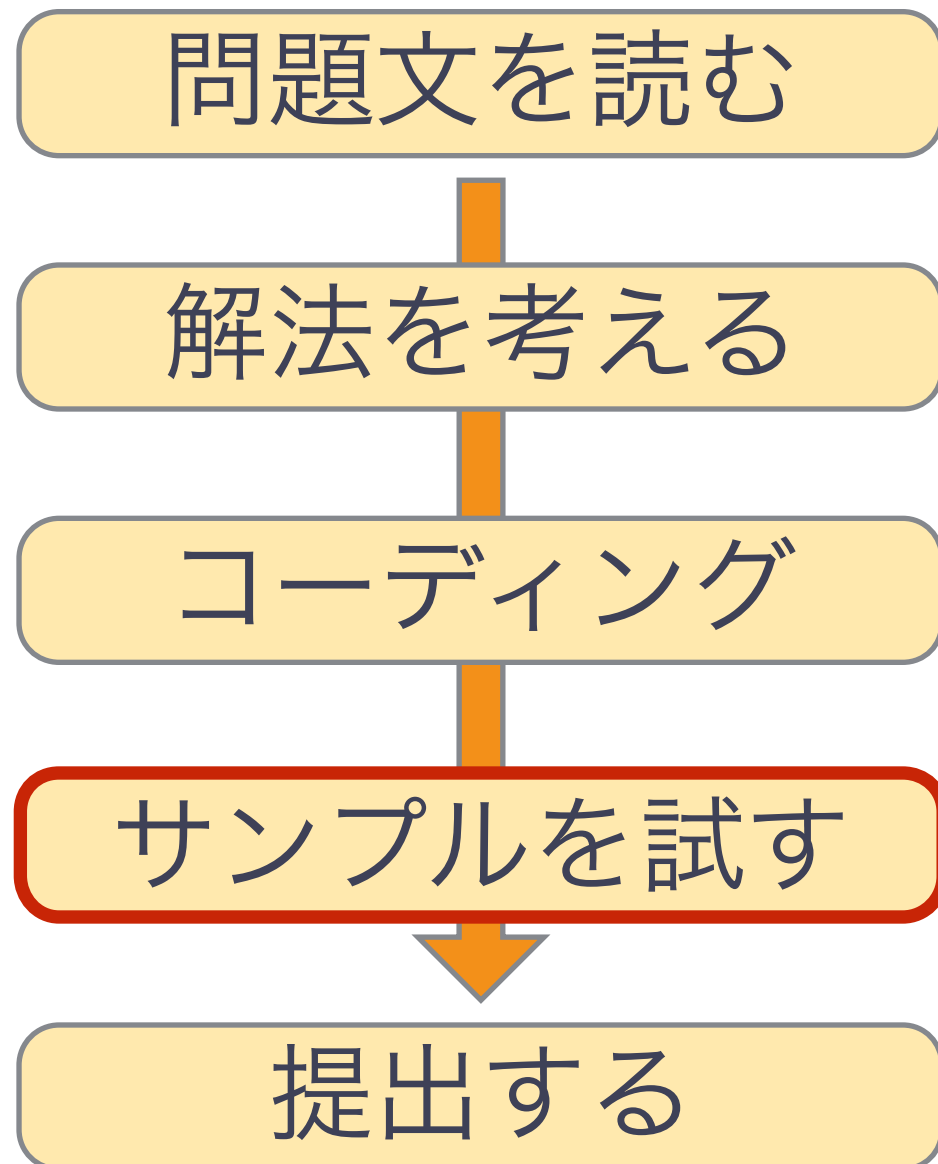 問題文を読む
解法を考える
コーディング
サンプルを試す
提出する